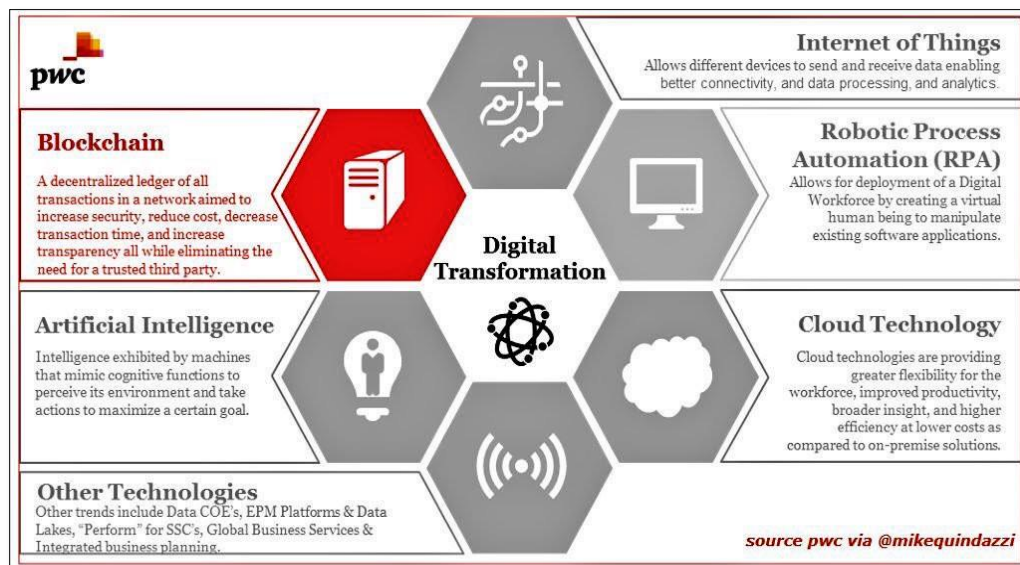 pwc
Internet of Things
Allows different devices to send and receive data enabling
better connectivity, and data processing, and analytics.
Blockchain
A decentralized ledger of all
transactions in a network aimed to
increase security, reduce cost, decrease
transaction time, and increase
transparency all while eliminating the
need for a trusted third party.
Robotic Process
Automation (RPA)
Allows for deployment of a Digital
Workforce by creating a virtual
human being to manipulate
existing software applications.
Digital
Transformation
Artificial Intelligence
Intelligence exhibited by machines
that mimic cognitive functions to
perceive its environment and take
actions to maximize a certain goal.
Cloud Technology
Cloud technologies are providing
greater flexibility for the
workforce, improved productivity,
broader insight, and higher
efficiency at lower costs as
compared to on-premise solutions.
Other Technologies
Other trends include Data COE's, EPM Platforms & Data
Lakes, "Perform" for SSC's, Global Business Services &
Integrated business planning.
source pwc via @mikequindazzi